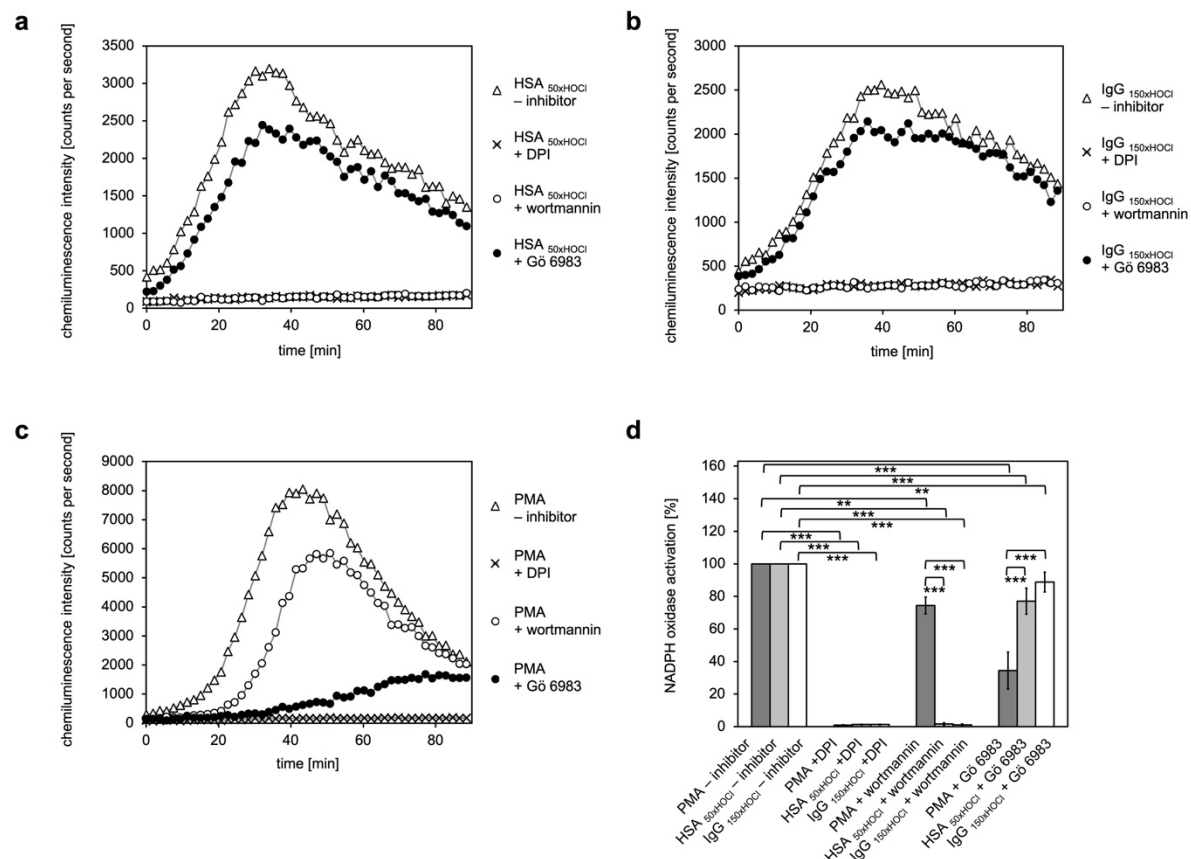 a
chemiluminescence intensity [counts per second]
3500
3000
2500
2000
1500
1000
500
0
0 20 40 60 80
time [min]
HSA 50xHOCl
– inhibitor
HSA 50xHOCl
+ DPI
HSA 50xHOCl
+ wortmannin
HSA 50xHOCl
+ Gö 6983
b
chemiluminescence intensity [counts per second]
3000
2500
2000
1500
1000
500
0
0 20 40 60 80
time [min]
IgG 150xHOCl
– inhibitor
IgG 150xHOCl
+ DPI
IgG 150xHOCl
+ wortmannin
IgG 150xHOCl
+ Gö 6983
c
chemiluminescence intensity [counts per second]
9000
8000
7000
6000
5000
4000
3000
2000
1000
0
0 20 40 60 80
time [min]
PMA
– inhibitor
PMA
+ DPI
PMA
+ wortmannin
PMA
+ Gö 6983
d
NADPH oxidase activation [%]
160
140
120
100
80
60
40
20
0
***
***
**
**
***
***
***
***
***
***
***
***
***
PMA – inhibitor
HSA 50xHOCl – inhibitor
IgG 150xHOCl – inhibitor
PMA +DPI
HSA 50xHOCl +DPI
IgG 150xHOCl +DPI
PMA + wortmannin
HSA 50xHOCl + wortmannin
IgG 150xHOCl + wortmannin
PMA + Gö 6983
HSA 50xHOCl + Gö 6983
IgG 150xHOCl + Gö 6983